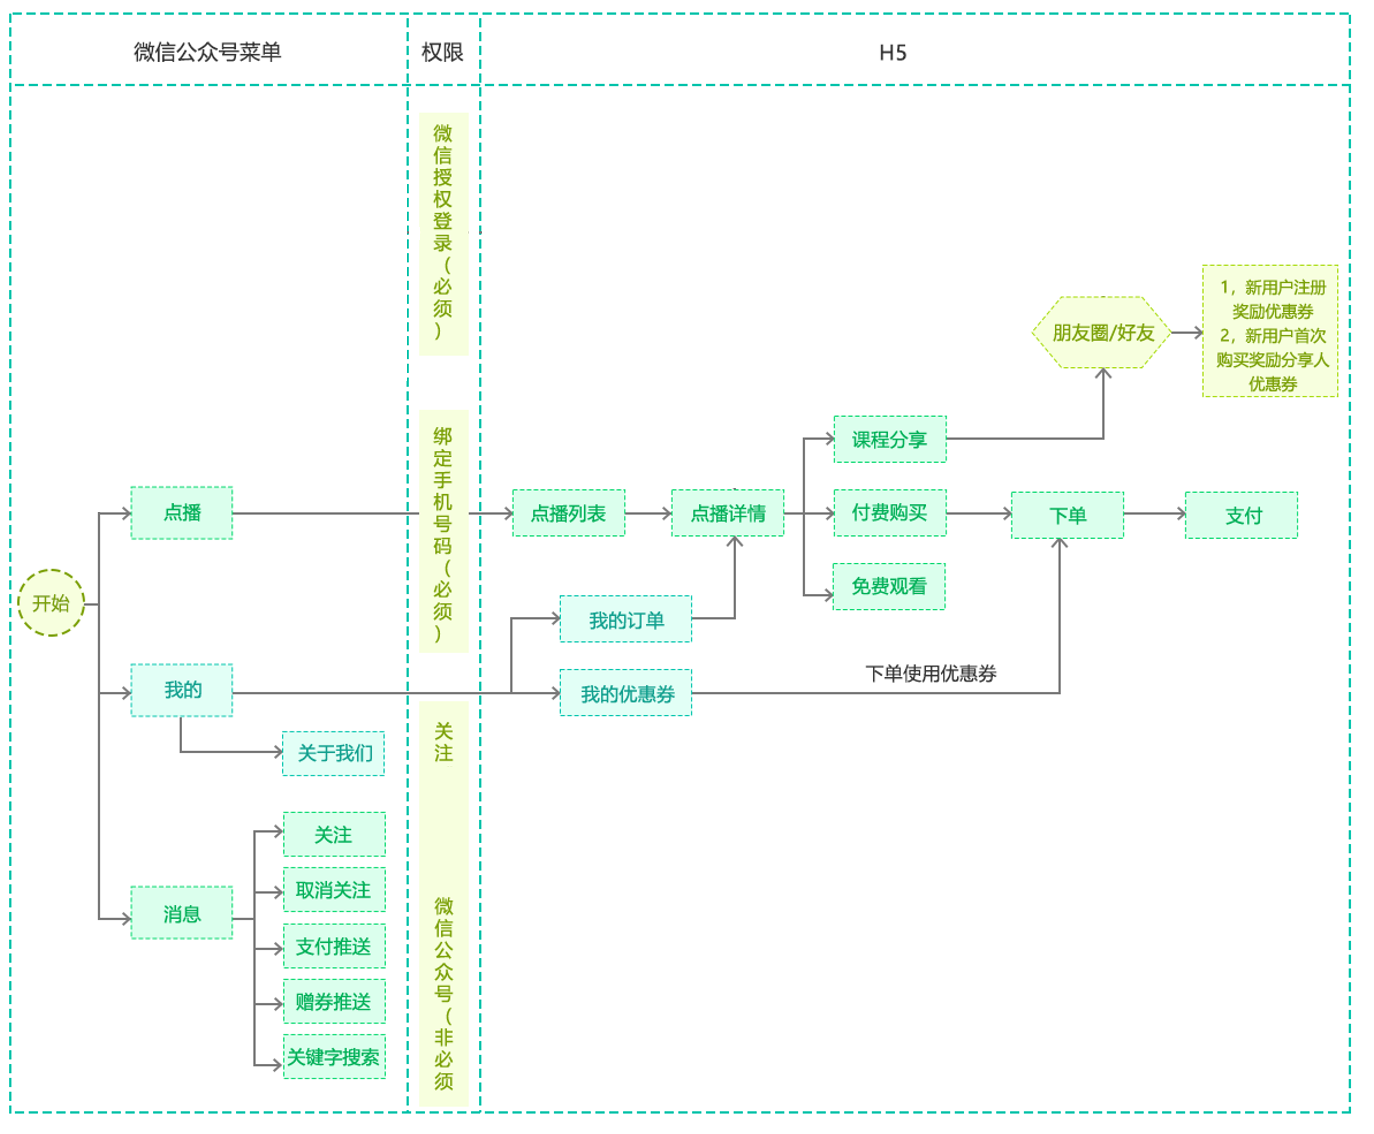 微信公众号菜单
权限
H5
微信授权登录（必须）
绑定手机号码（必须）
关注
微信公众号（非必须
开始
点播
我的
关于我们
消息
关注
取消关注
支付推送
赠券推送
关键字搜索
点播列表
点播详情
我的订单
我的优惠券
课程分享
付费购买
免费观看
下单使用优惠券
朋友圈/好友
1，新用户注册
奖励优惠券
2，新用户首次
购买奖励分享人
优惠券
下单
支付